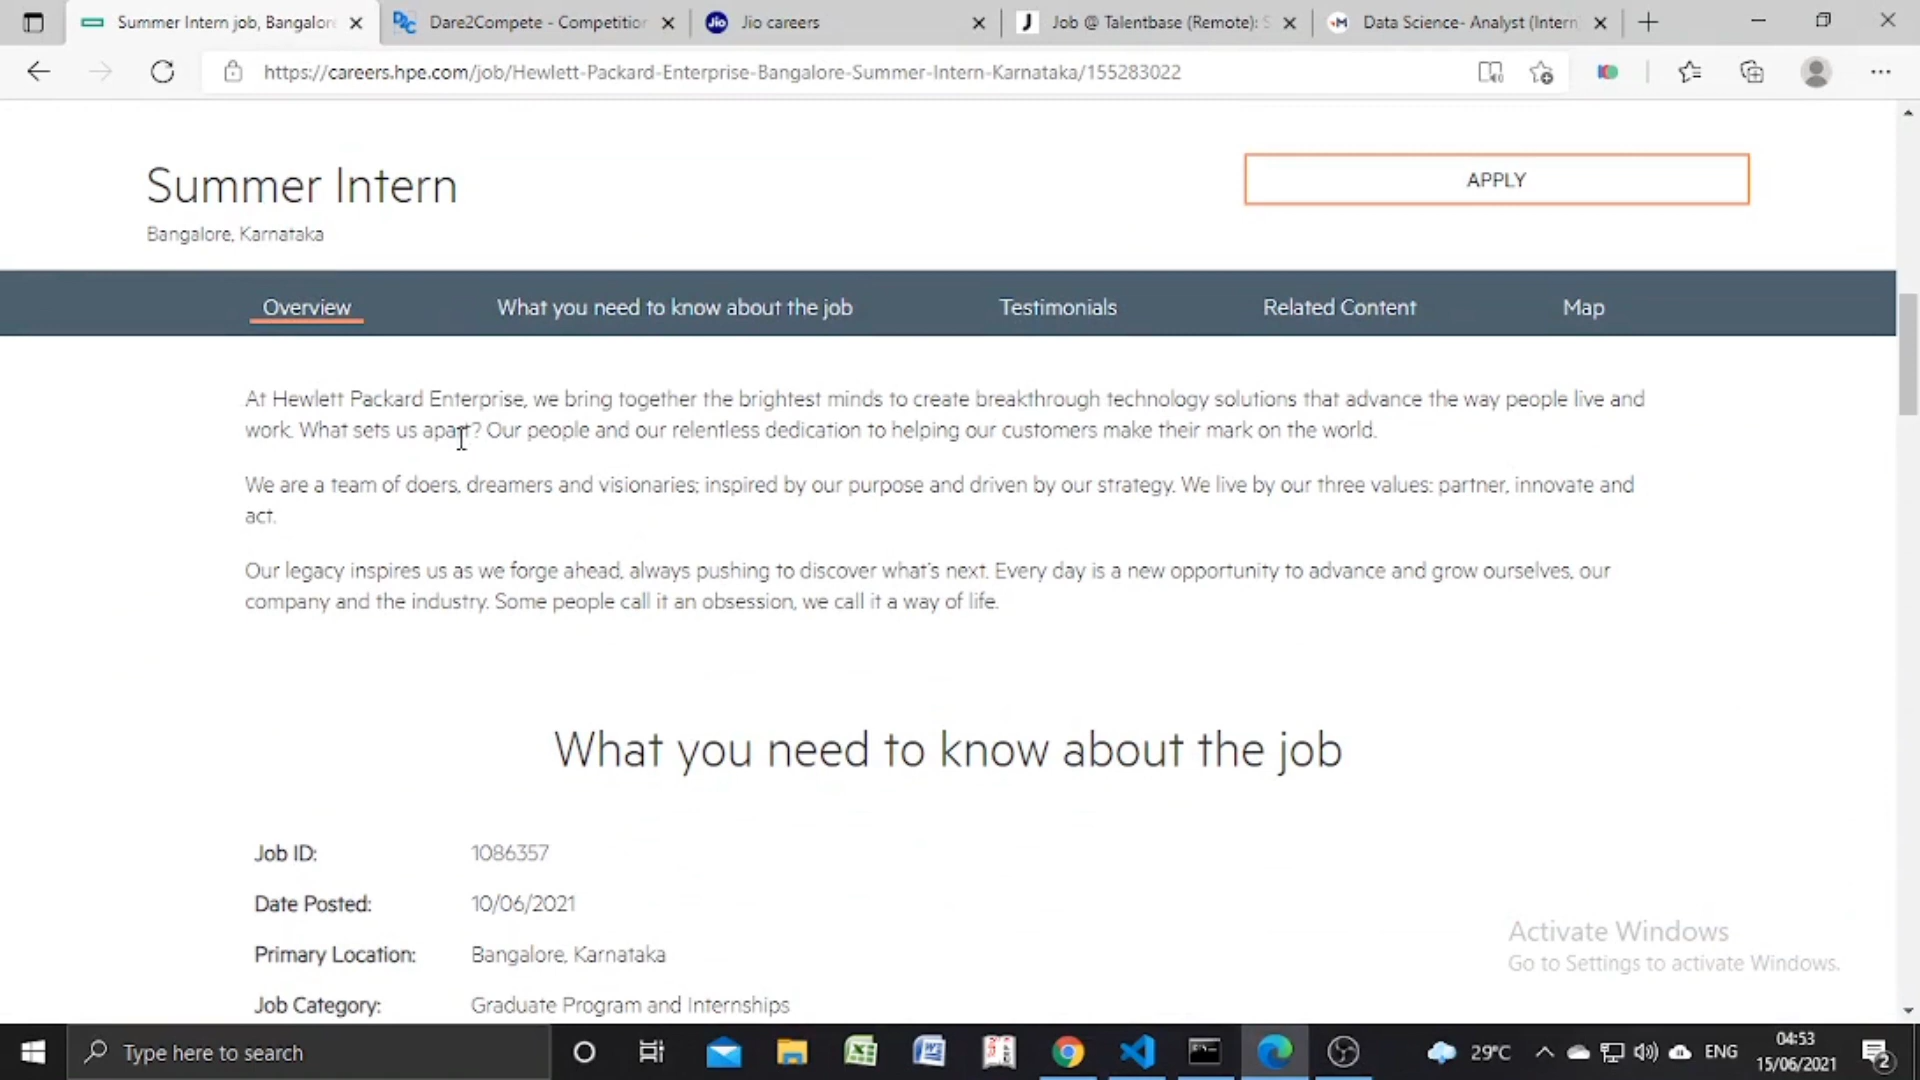 Summer Intern job, Bangalor
Dare2Compete - Competition
Jio
Jio careers
J
Job @ Talentbase (Remote): S
Data Science- Analyst (Intern
https://careers.hpe.com/job/Hewlett-Packard-Enterprise-Bangalore-Summer-Intern-Karnataka/155283022
Summer Intern
APPLY
Bangalore, Karnataka
Overview
What you need to know about the job
Testimonials
Related Content
Map
At Hewlett Packard Enterprise, we bring together the brightest minds to create breakthrough technology solutions that advance the way people live and
work. What sets us apart? Our people and our relentless dedication to helping our customers make their mark on the world.
We are a team of doers, dreamers and visionaries; inspired by our purpose and driven by our strategy. We live by our three values: partner, innovate and
act.
Our legacy inspires us as we forge ahead, always pushing to discover what's next. Every day is a new opportunity to advance and grow ourselves, our
company and the industry. Some people call it an obsession, we call it a way of life.
What you need to know about the job
Job ID: 1086357
Date Posted: 10/06/2021
Primary Location: Bangalore, Karnataka
Job Category: Graduate Program and Internships
Activate Windows
Go to Settings to activate Windows.
Type here to search
29°C
ENG
04:53
15/06/2021
2